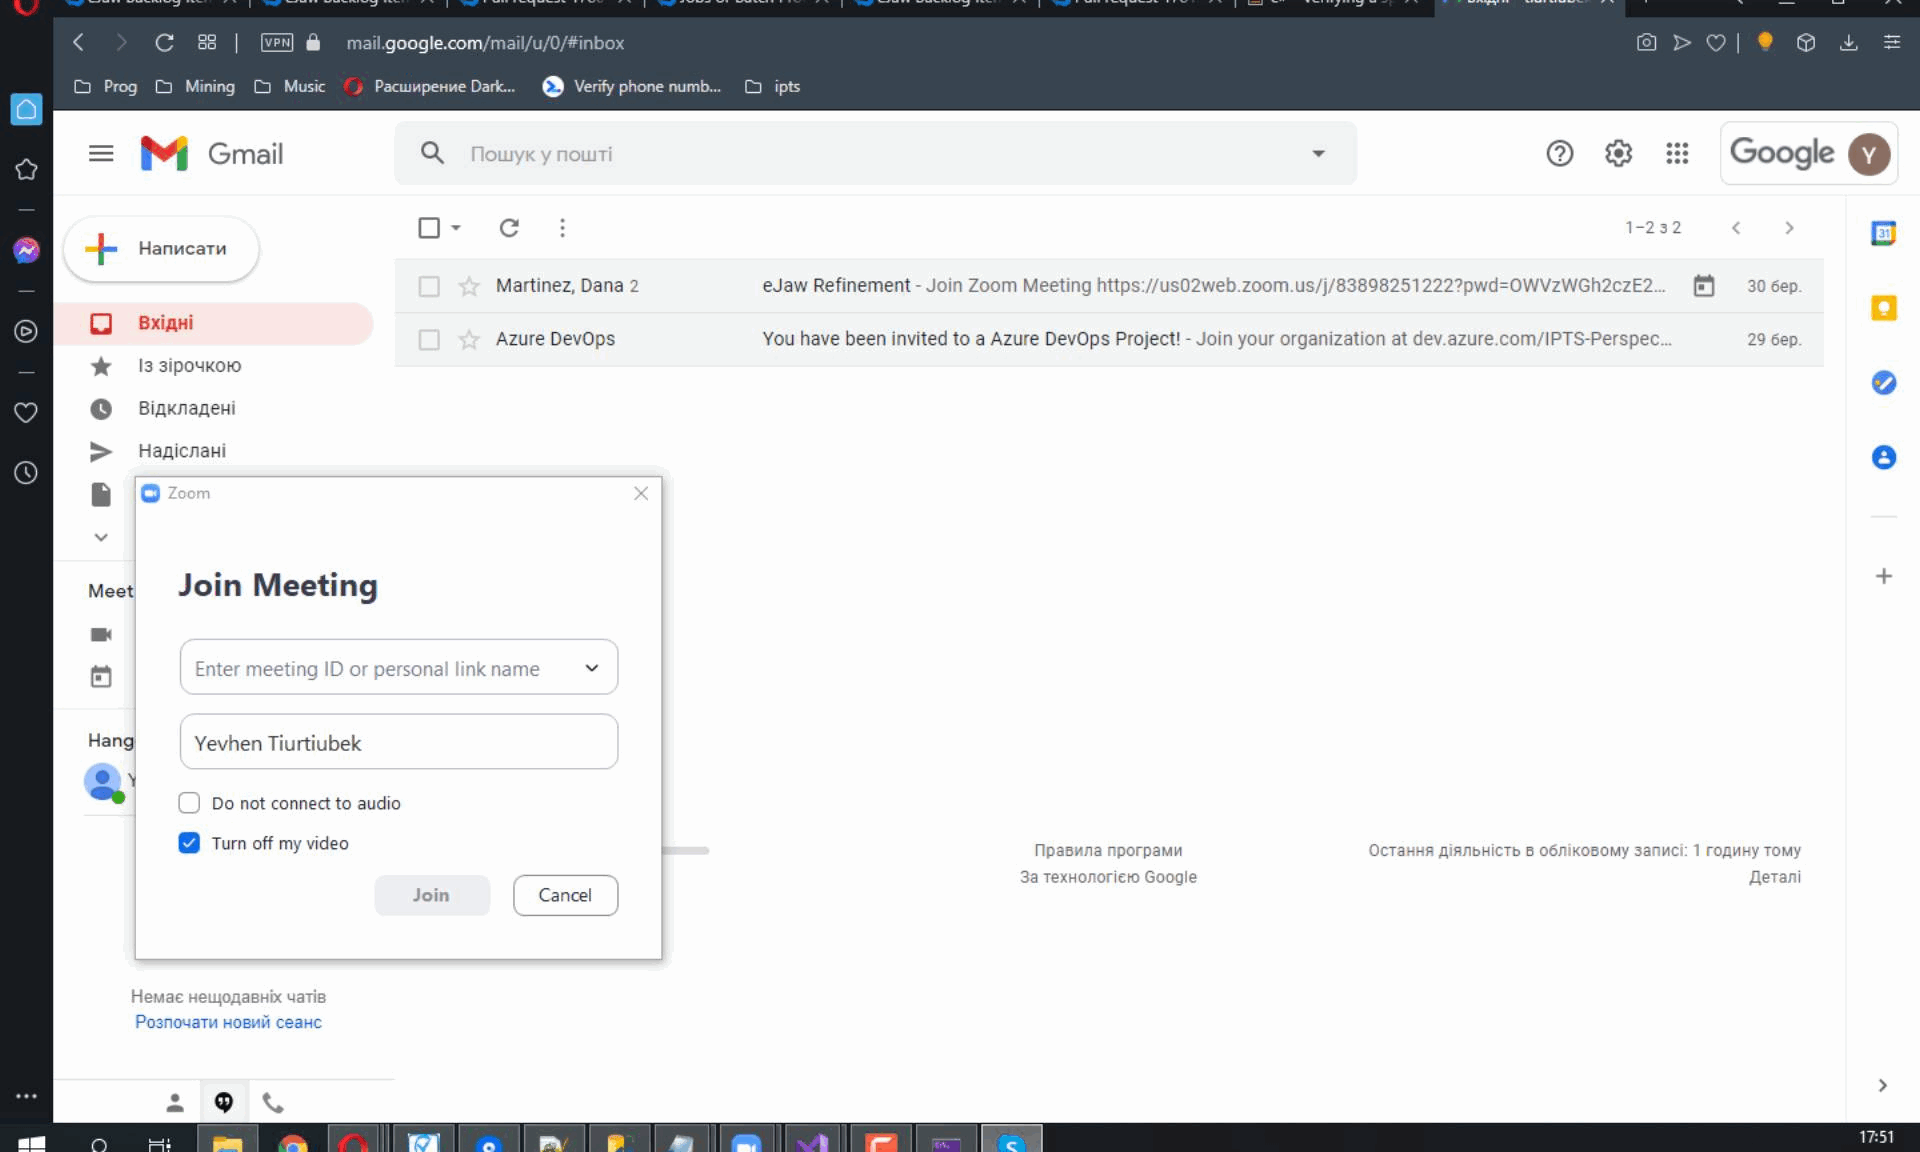 VPN
mail.google.com/mail/u/0/#inbox
Prog
Mining
Music
Расширение Dark...
Verify phone numb...
ipts
Gmail
Пошук у пошті
Google
Y
Написати
1–2 з 2
31
Вхідні
Martinez, Dana 2
eJaw Refinement - Join Zoom Meeting https://us02web.zoom.us/j/83898251222?pwd=OWVzWGh2czE2...
30 бер.
Azure DevOps
You have been invited to a Azure DevOps Project! - Join your organization at dev.azure.com/IPTS-Perspec...
29 бер.
Із зірочкою
Відкладені
Надіслані
Zoom
Join Meeting
Meet
Enter meeting ID or personal link name
Yevhen Tiurtiubek
Do not connect to audio
Turn off my video
Join
Cancel
Правила програми
За технологією Google
Остання діяльність в обліковому записі: 1 годину тому
Деталі
Немає нещодавніх чатів
Розпочати новий сеанс
17:51